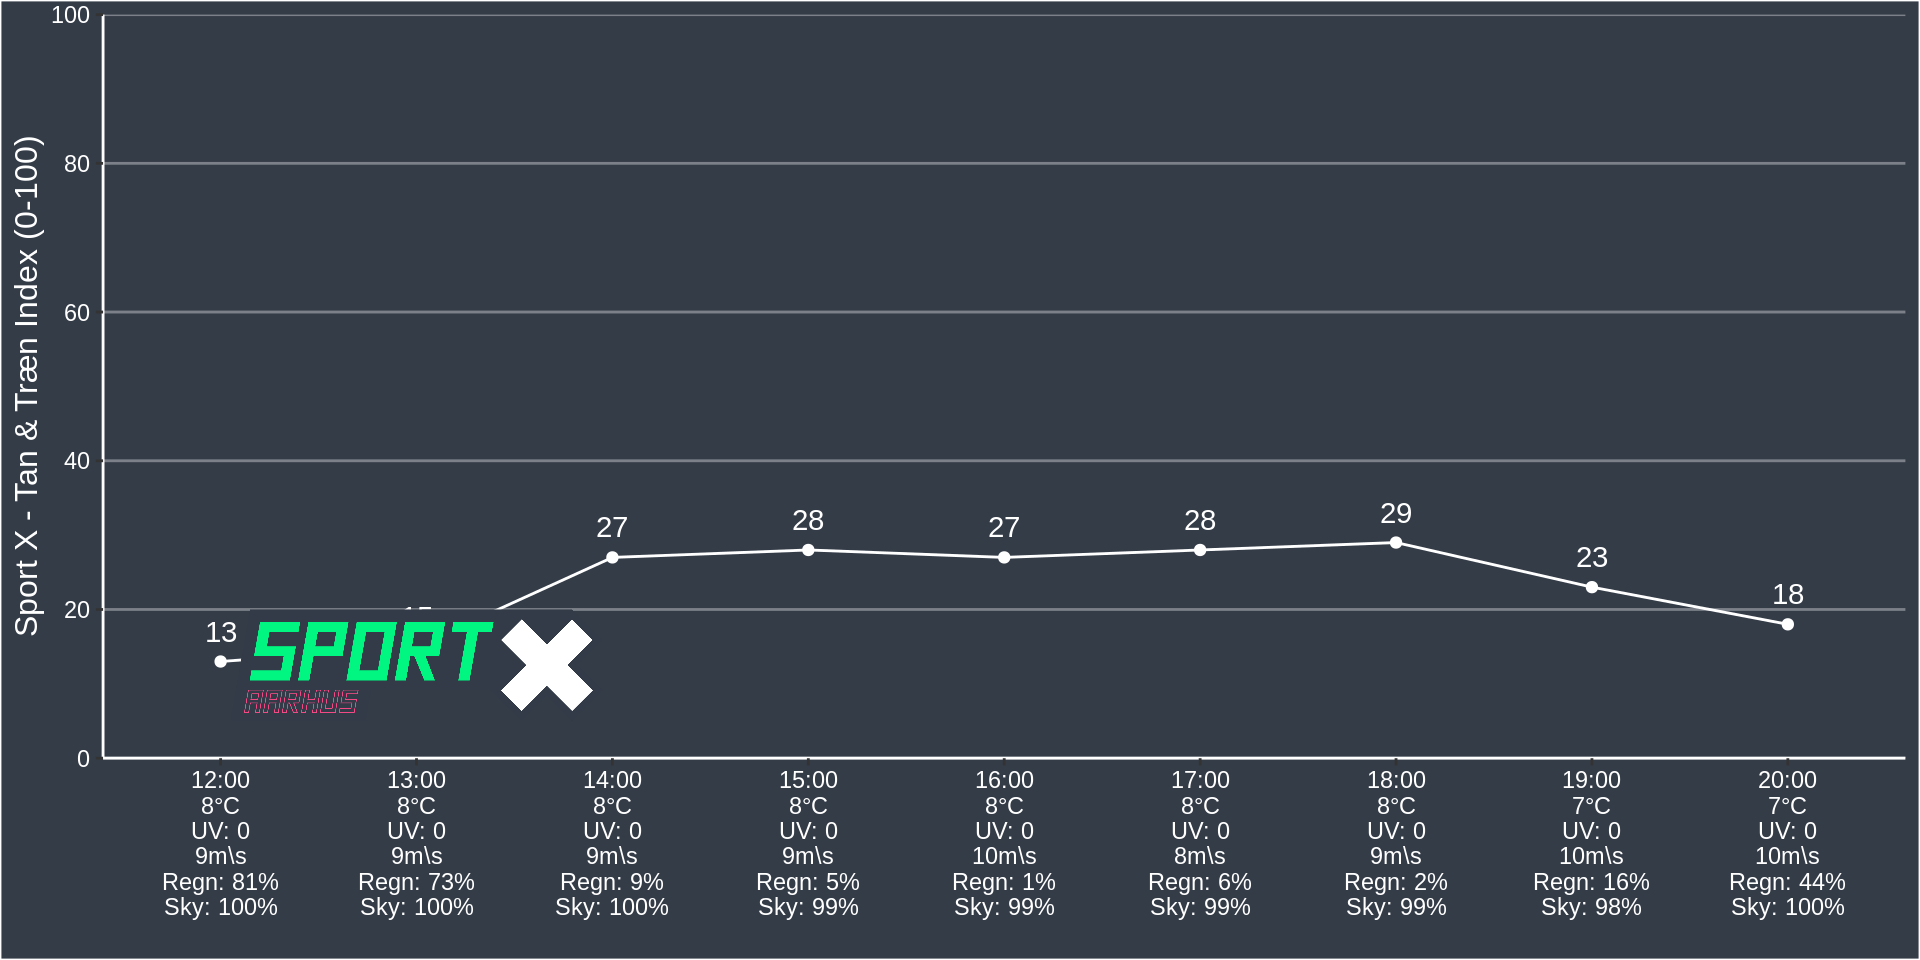 Sport X - Tan & Træn Index (0-100)
100
80
60
40
20
0
13
27
28
27
28
29
23
18
SPORT X
AARHUS
12:00 13:00 14:00 15:00 16:00 17:00 18:00 19:00 20:00
8°C 8°C 8°C 8°C 8°C 8°C 8°C 7°C 7°C
UV: 0 UV: 0 UV: 0 UV: 0 UV: 0 UV: 0 UV: 0 UV: 0 UV: 0
9m\s 9m\s 9m\s 9m\s 10m\s 8m\s 9m\s 10m\s 10m\s
Regn: 81% Regn: 73% Regn: 9% Regn: 5% Regn: 1% Regn: 6% Regn: 2% Regn: 16% Regn: 44%
Sky: 100% Sky: 100% Sky: 100% Sky: 99% Sky: 99% Sky: 99% Sky: 99% Sky: 98% Sky: 100%